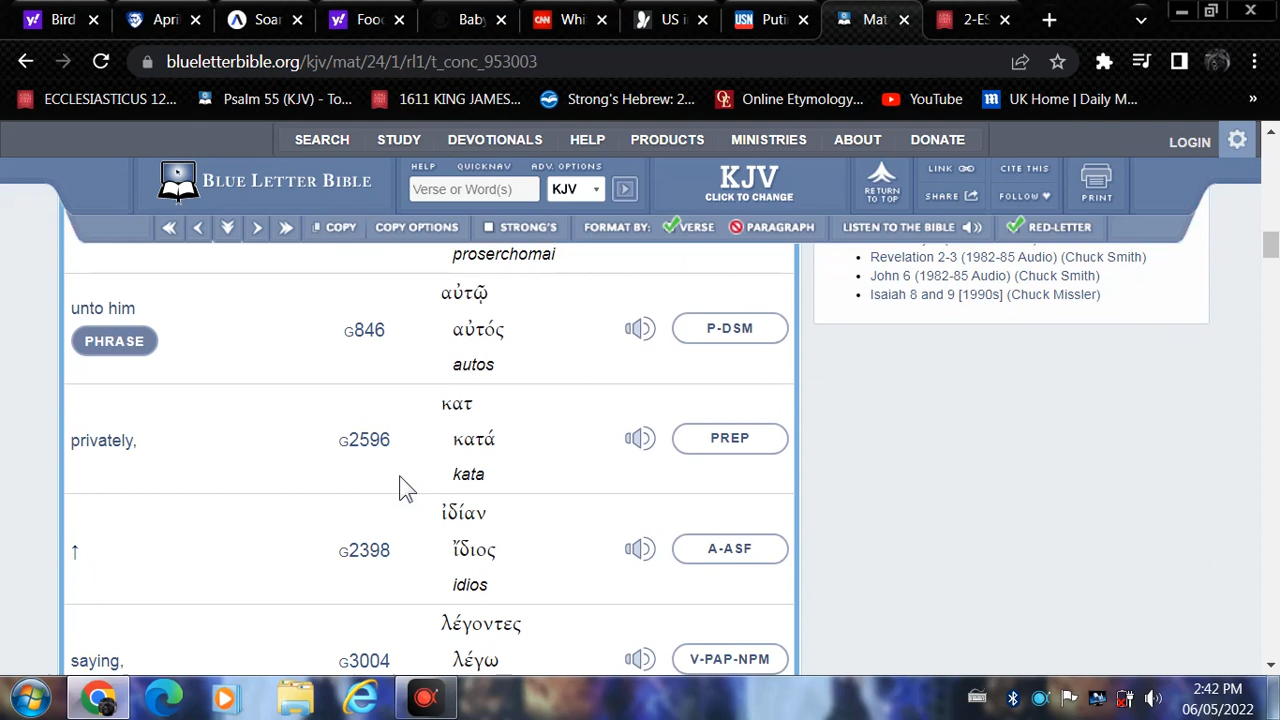 Bird
April
Soar
Food
Baby
CNN Whi
US in
USN Puti
Mat
2-ES
blueletterbible.org/kjv/mat/24/1/rl1/t_conc_953003
ECCLESIASTICUS 12...
Psalm 55 (KJV) - To...
1611 KING JAMES...
Strong's Hebrew: 2...
Online Etymology...
YouTube
UK Home | Daily M...
»
SEARCH STUDY DEVOTIONALS HELP PRODUCTS MINISTRIES ABOUT DONATE LOGIN
BLUE LETTER BIBLE
HELP QUICKNAV ADV. OPTIONS
Verse or Word(s) KJV
KJV
CLICK TO CHANGE
RETURN
TO TOP
LINK CITE THIS
SHARE FOLLOW
PRINT
COPY COPY OPTIONS STRONG'S FORMAT BY: VERSE PARAGRAPH LISTEN TO THE BIBLE RED-LETTER
proserchomai
Revelation 2-3 (1982-85 Audio) (Chuck Smith)
John 6 (1982-85 Audio) (Chuck Smith)
Isaiah 8 and 9 [1990s] (Chuck Missler)
αὐτῷ
unto him
PHRASE
G846
αὐτός
P-DSM
autos
κατ
privately,
G2596
κατά
PREP
kata
ἰδίαν
↑
G2398
ἴδιος
A-ASF
idios
λέγοντες
saying,
G3004
λέγω
V-PAP-NPM
2:42 PM
06/05/2022